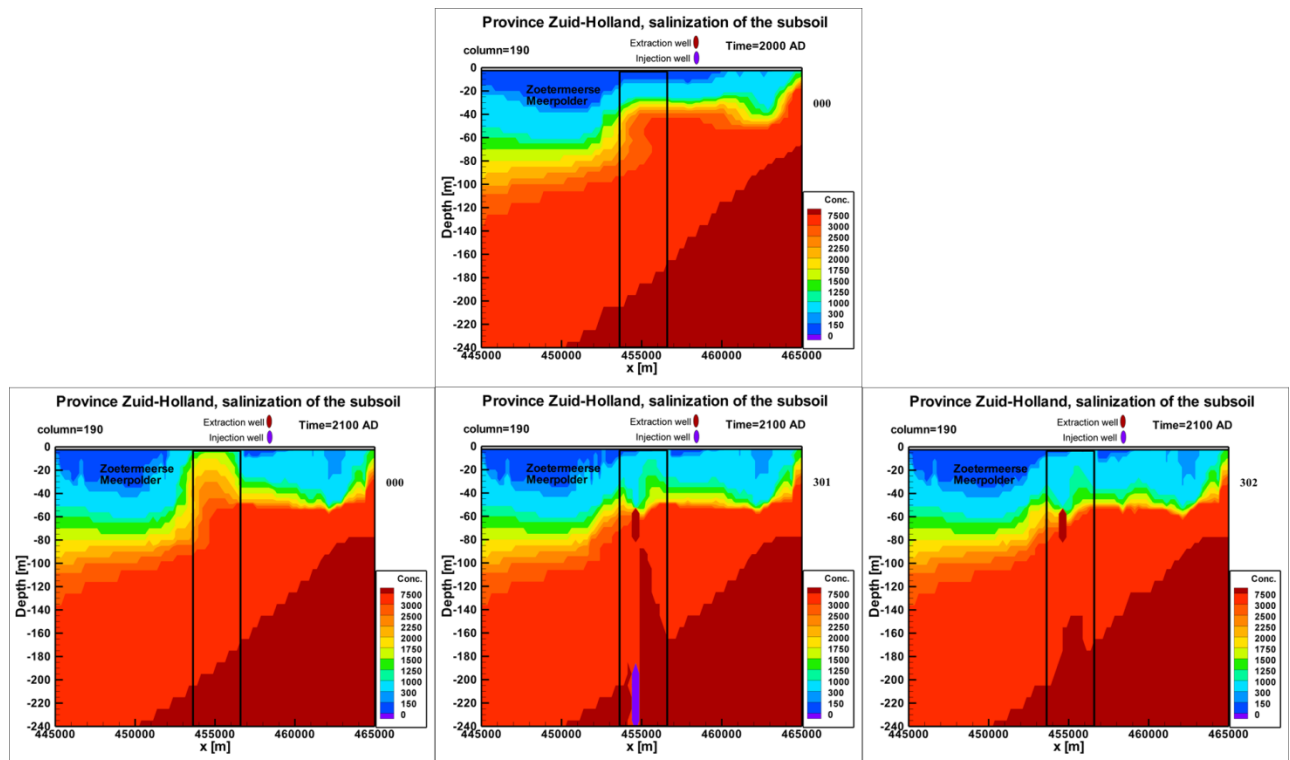 Province Zuid-Holland, salinization of the subsoil
column=190
Extraction well
Injection well
Time=2000 AD
0
-20
-40
-60
-80
-100
-120
-140
-160
-180
-200
-220
-240
Depth [m]
Zoetermeerse
Meerpolder
000
Conc.
7500
3000
2500
2250
2000
1750
1500
1250
1000
300
150
0
445000 450000 455000 460000 465000
x [m]
Province Zuid-Holland, salinization of the subsoil
column=190
Extraction well
Injection well
Time=2100 AD
0
-20
-40
-60
-80
-100
-120
-140
-160
-180
-200
-220
-240
Depth [m]
Zoetermeerse
Meerpolder
000
Conc.
7500
3000
2500
2250
2000
1750
1500
1250
1000
300
150
0
445000 450000 455000 460000 465000
x [m]
Province Zuid-Holland, salinization of the subsoil
column=190
Extraction well
Injection well
Time=2100 AD
0
-20
-40
-60
-80
-100
-120
-140
-160
-180
-200
-220
-240
Depth [m]
Zoetermeerse
Meerpolder
301
Conc.
7500
3000
2500
2250
2000
1750
1500
1250
1000
300
150
0
445000 450000 455000 460000 465000
x [m]
Province Zuid-Holland, salinization of the subsoil
column=190
Extraction well
Injection well
Time=2100 AD
0
-20
-40
-60
-80
-100
-120
-140
-160
-180
-200
-220
-240
Depth [m]
Zoetermeerse
Meerpolder
302
Conc.
7500
3000
2500
2250
2000
1750
1500
1250
1000
300
150
0
445000 450000 455000 460000 465000
x [m]